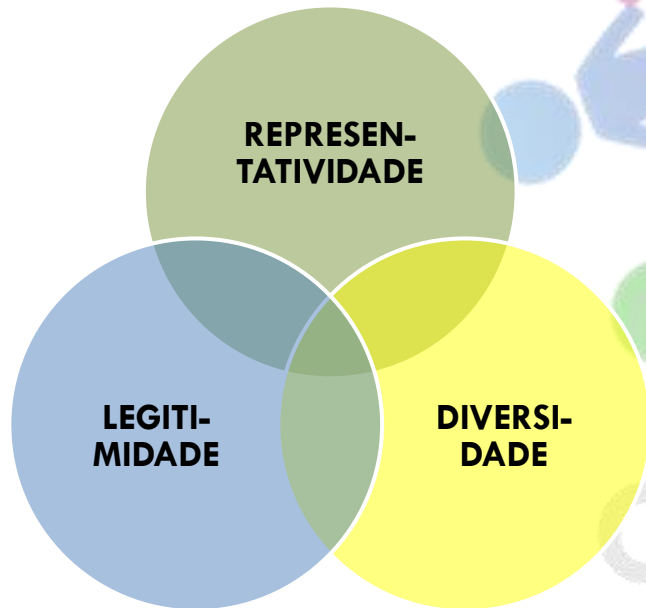 REPRESEN-
TATIVIDADE
LEGITI-
MIDADE
DIVERSI-
DADE